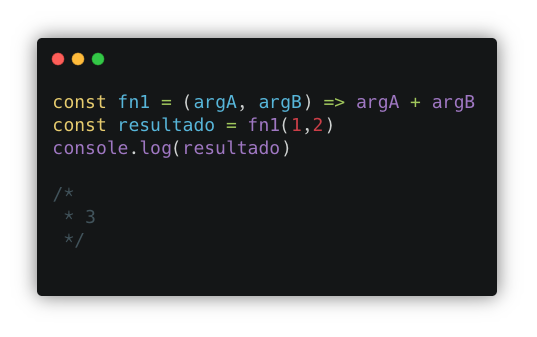 const fn1 = (argA, argB) => argA + argB
const resultado = fn1(1,2)
console.log(resultado)
/*
 * 3
 */